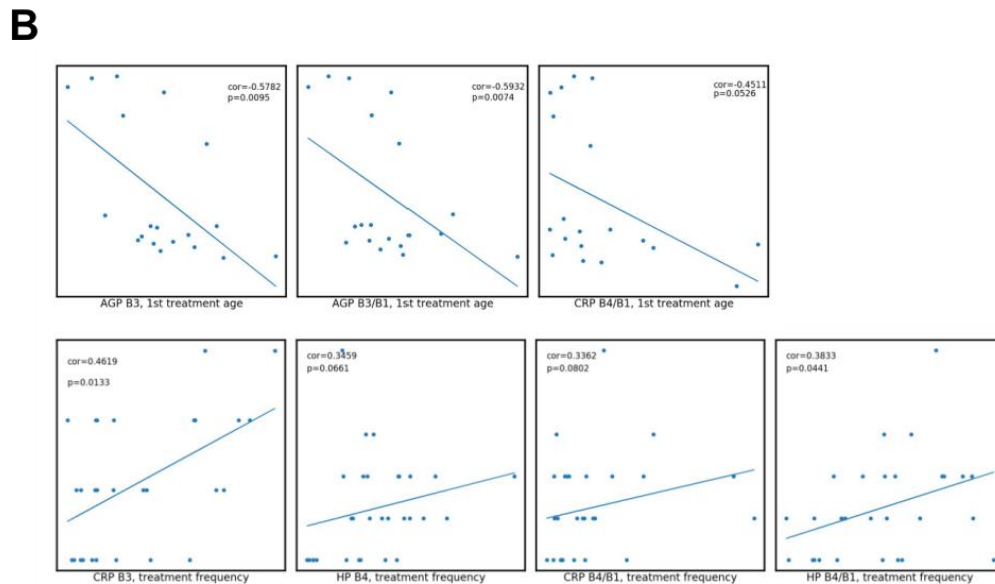 B
cor=-0.5782
p=0.0095
cor=-0.5932
p=0.0074
cor=-0.4511
p=0.0526
AGP B3, 1st treatment age
AGP B3/B1, 1st treatment age
CRP B4/B1, 1st treatment age
cor=0.4619
p=0.0133
cor=0.3459
p=0.0661
cor=0.3362
p=0.0802
cor=0.3833
p=0.0441
CRP B3, treatment frequency
HP B4, treatment frequency
CRP B4/B1, treatment frequency
HP B4/B1, treatment frequency